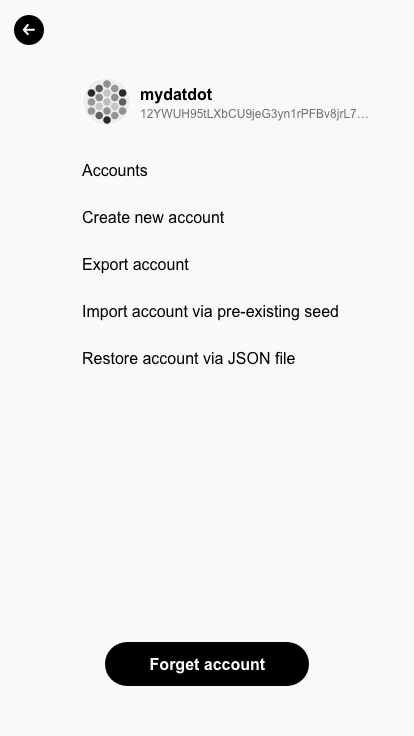 mydatdot
12YWUH95tLXbCU9jeG3yn1rPFBv8jrL7…
Accounts
Create new account
Export account
Import account via pre-existing seed
Restore account via JSON file
Forget account